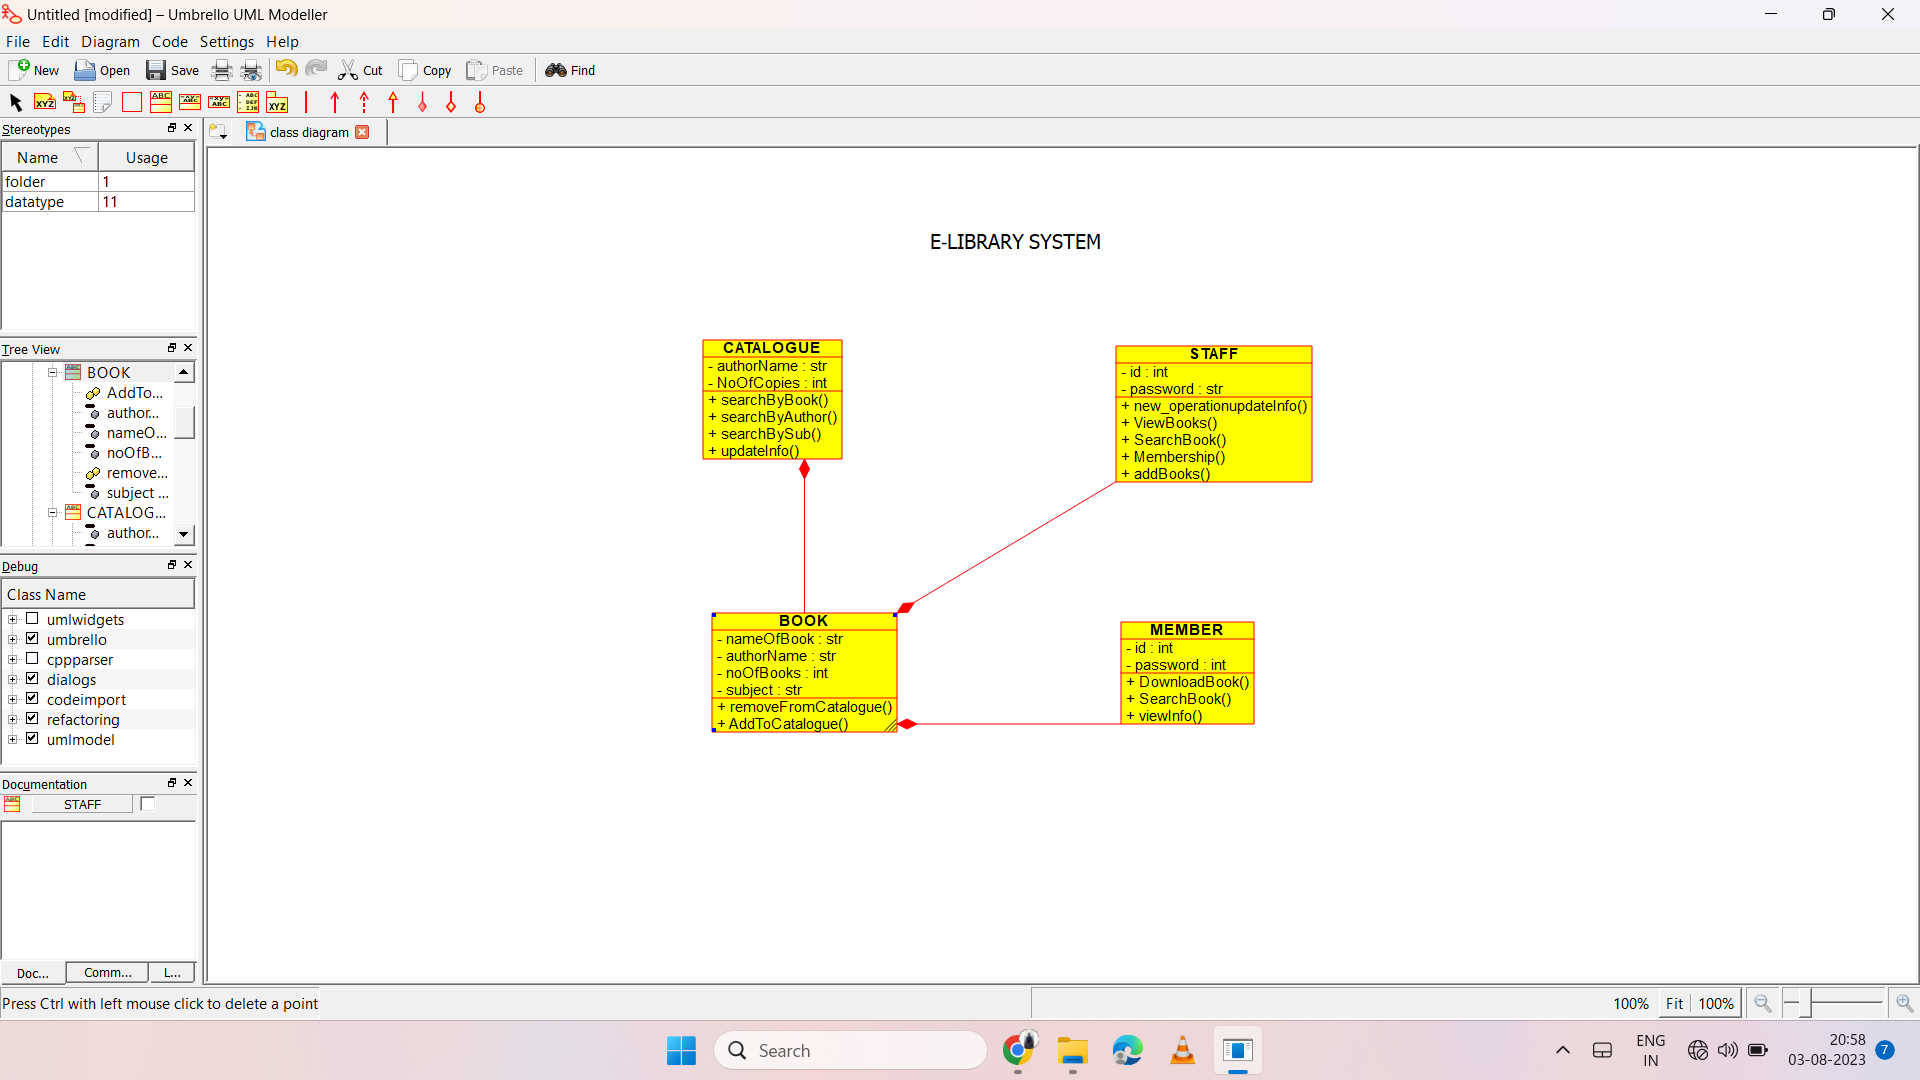 Untitled [modified] – Umbrello UML Modeller
File Edit Diagram Code Settings Help
New Open Save Cut Copy Paste Find
Stereotypes
class diagram
Name Usage
folder 1
datatype 11
E-LIBRARY SYSTEM
Tree View
BOOK
AddTo...
author...
nameO...
noOfB...
remove...
subject ...
CATALOG...
author...
CATALOGUE
- authorName : str
- NoOfCopies : int
+ searchByBook()
+ searchByAuthor()
+ searchBySub()
+ updateInfo()
STAFF
- id : int
- password : str
+ new_operationupdateInfo()
+ ViewBooks()
+ SearchBook()
+ Membership()
+ addBooks()
Debug
Class Name
umlwidgets
umbrello
cppparser
dialogs
codeimport
refactoring
umlmodel
BOOK
- nameOfBook : str
- authorName : str
- noOfBooks : int
- subject : str
+ removeFromCatalogue()
+ AddToCatalogue()
MEMBER
- id : int
- password : int
+ DownloadBook()
+ SearchBook()
+ viewInfo()
Documentation
STAFF
Doc... Comm... L...
Press Ctrl with left mouse click to delete a point
100% Fit 100%
Search
ENG
IN
20:58
03-08-2023
7